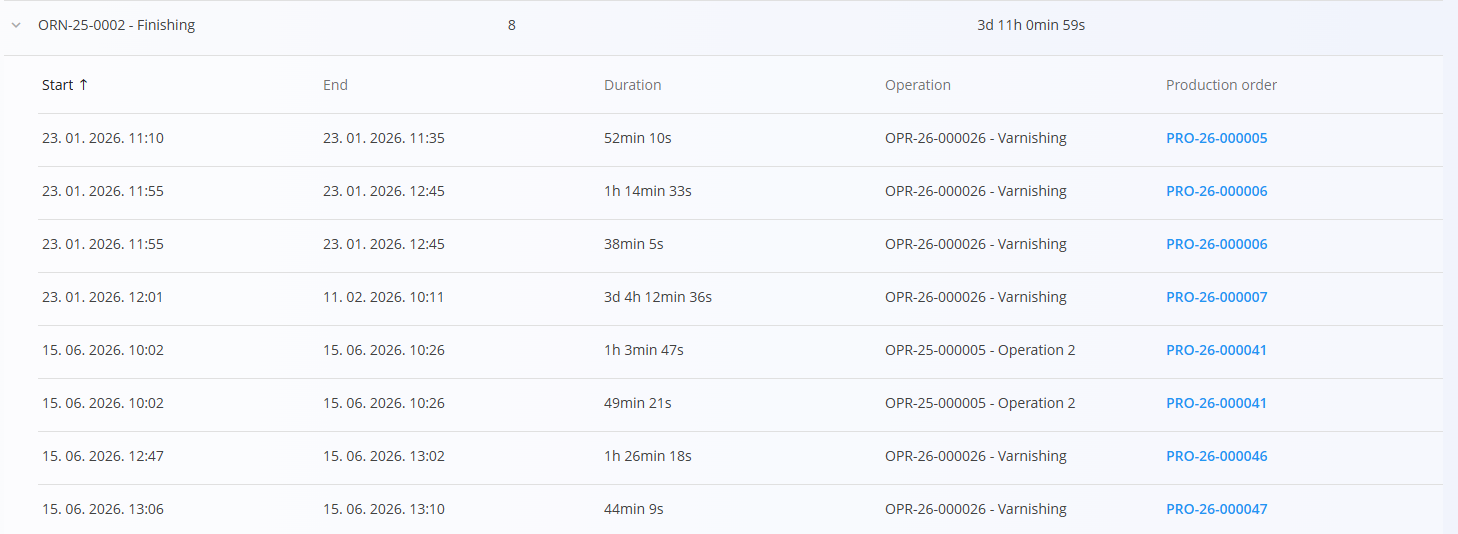 ORN-25-0002 - Finishing 8 3d 11h 0min 59s
Start ↑ End Duration Operation Production order
23. 01. 2026. 11:10 23. 01. 2026. 11:35 52min 10s OPR-26-000026 - Varnishing PRO-26-000005
23. 01. 2026. 11:55 23. 01. 2026. 12:45 1h 14min 33s OPR-26-000026 - Varnishing PRO-26-000006
23. 01. 2026. 11:55 23. 01. 2026. 12:45 38min 5s OPR-26-000026 - Varnishing PRO-26-000006
23. 01. 2026. 12:01 11. 02. 2026. 10:11 3d 4h 12min 36s OPR-26-000026 - Varnishing PRO-26-000007
15. 06. 2026. 10:02 15. 06. 2026. 10:26 1h 3min 47s OPR-25-000005 - Operation 2 PRO-26-000041
15. 06. 2026. 10:02 15. 06. 2026. 10:26 49min 21s OPR-25-000005 - Operation 2 PRO-26-000041
15. 06. 2026. 12:47 15. 06. 2026. 13:02 1h 26min 18s OPR-26-000026 - Varnishing PRO-26-000046
15. 06. 2026. 13:06 15. 06. 2026. 13:10 44min 9s OPR-26-000026 - Varnishing PRO-26-000047